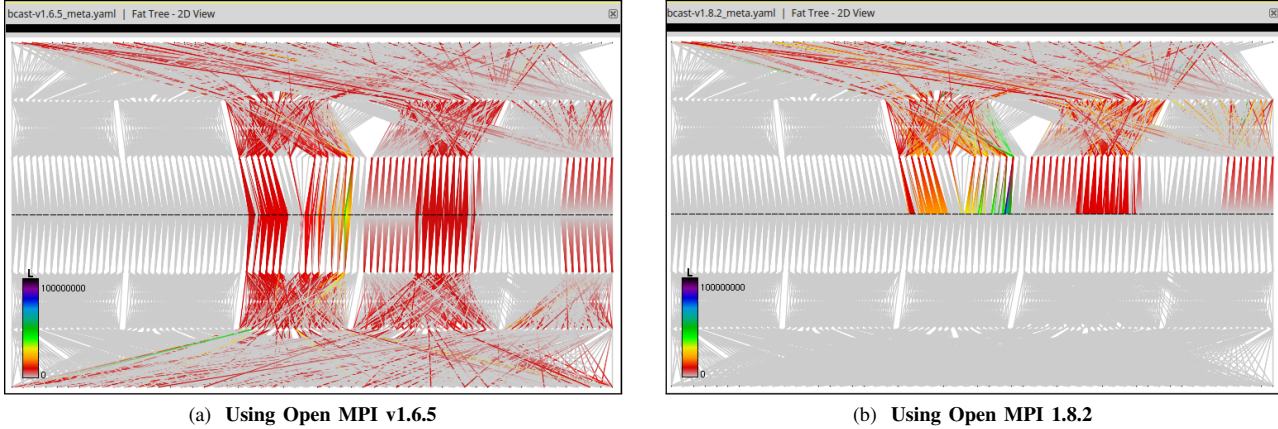 bcast-v1.6.5_meta.yaml | Fat Tree - 2D View
bcast-v1.8.2_meta.yaml | Fat Tree - 2D View
L
100000000
0
L
100000000
0
(a) Using Open MPI v1.6.5
(b) Using Open MPI 1.8.2